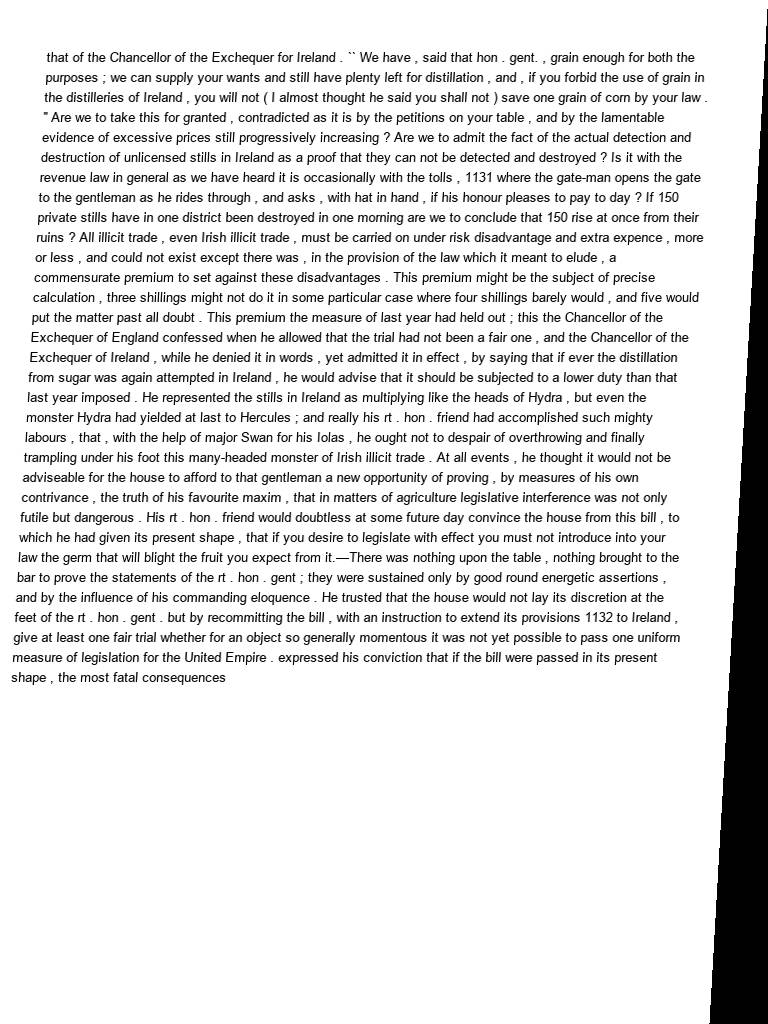 that of the Chancellor of the Exchequer for Ireland . `` We have , said that hon . gent. , grain enough for both the
purposes ; we can supply your wants and still have plenty left for distillation , and , if you forbid the use of grain in
the distilleries of Ireland , you will not ( I almost thought he said you shall not ) save one grain of corn by your law .
" Are we to take this for granted , contradicted as it is by the petitions on your table , and by the lamentable
evidence of excessive prices still progressively increasing ? Are we to admit the fact of the actual detection and
destruction of unlicensed stills in Ireland as a proof that they can not be detected and destroyed ? Is it with the
revenue law in general as we have heard it is occasionally with the tolls , 1131 where the gate-man opens the gate
to the gentleman as he rides through , and asks , with hat in hand , if his honour pleases to pay to day ? If 150
private stills have in one district been destroyed in one morning are we to conclude that 150 rise at once from their
ruins ? All illicit trade , even Irish illicit trade , must be carried on under risk disadvantage and extra expence , more
or less , and could not exist except there was , in the provision of the law which it meant to elude , a
commensurate premium to set against these disadvantages . This premium might be the subject of precise
calculation , three shillings might not do it in some particular case where four shillings barely would , and five would
put the matter past all doubt . This premium the measure of last year had held out ; this the Chancellor of the
Exchequer of England confessed when he allowed that the trial had not been a fair one , and the Chancellor of the
Exchequer of Ireland , while he denied it in words , yet admitted it in effect , by saying that if ever the distillation
from sugar was again attempted in Ireland , he would advise that it should be subjected to a lower duty than that
last year imposed . He represented the stills in Ireland as multiplying like the heads of Hydra , but even the
monster Hydra had yielded at last to Hercules ; and really his rt . hon . friend had accomplished such mighty
labours , that , with the help of major Swan for his Iolas , he ought not to despair of overthrowing and finally
trampling under his foot this many-headed monster of Irish illicit trade . At all events , he thought it would not be
adviseable for the house to afford to that gentleman a new opportunity of proving , by measures of his own
contrivance , the truth of his favourite maxim , that in matters of agriculture legislative interference was not only
futile but dangerous . His rt . hon . friend would doubtless at some future day convince the house from this bill , to
which he had given its present shape , that if you desire to legislate with effect you must not introduce into your
law the germ that will blight the fruit you expect from it.—There was nothing upon the table , nothing brought to the
bar to prove the statements of the rt . hon . gent ; they were sustained only by good round energetic assertions ,
and by the influence of his commanding eloquence . He trusted that the house would not lay its discretion at the
feet of the rt . hon . gent . but by recommitting the bill , with an instruction to extend its provisions 1132 to Ireland ,
give at least one fair trial whether for an object so generally momentous it was not yet possible to pass one uniform
measure of legislation for the United Empire . expressed his conviction that if the bill were passed in its present
shape , the most fatal consequences